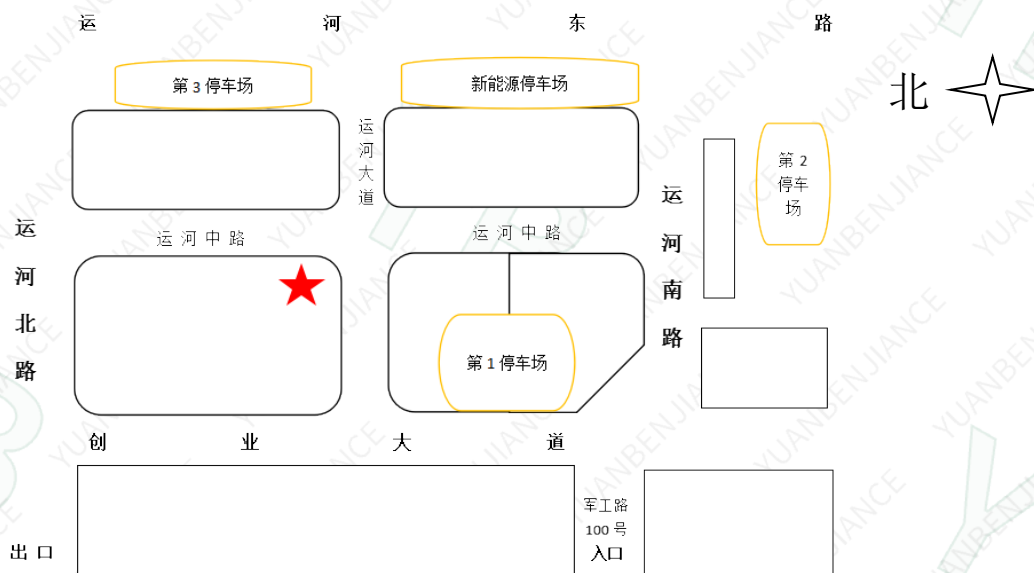 运 河 东 路
第 3 停车场
新能源停车场
北
运
河
大
道
第 2
停车
场
运
河
南
路
运
河
北
路
运 河 中 路
运 河 中 路
第 1 停车场
创 业 大 道
军工路
100 号
入口
出 口
YUANBENJIANCE